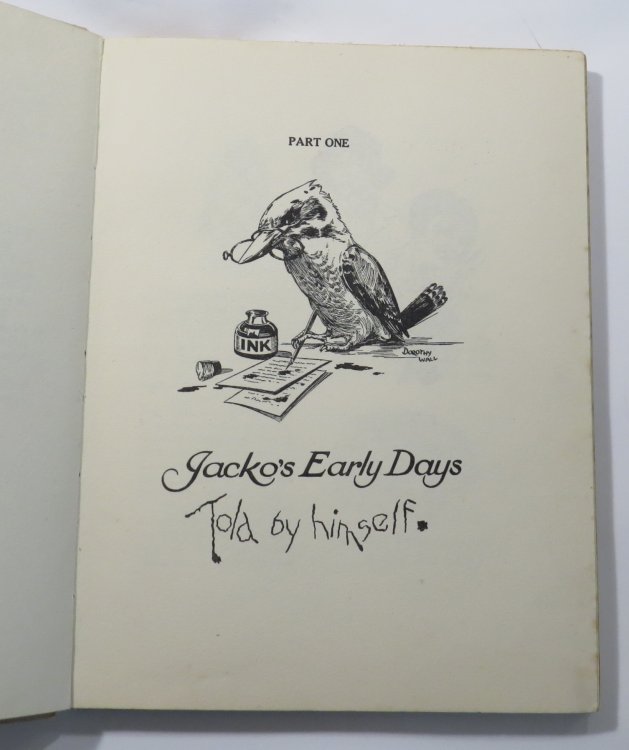 PART ONE
INK
DOROTHY
WALL
Jacko's Early Days
Told by himself.